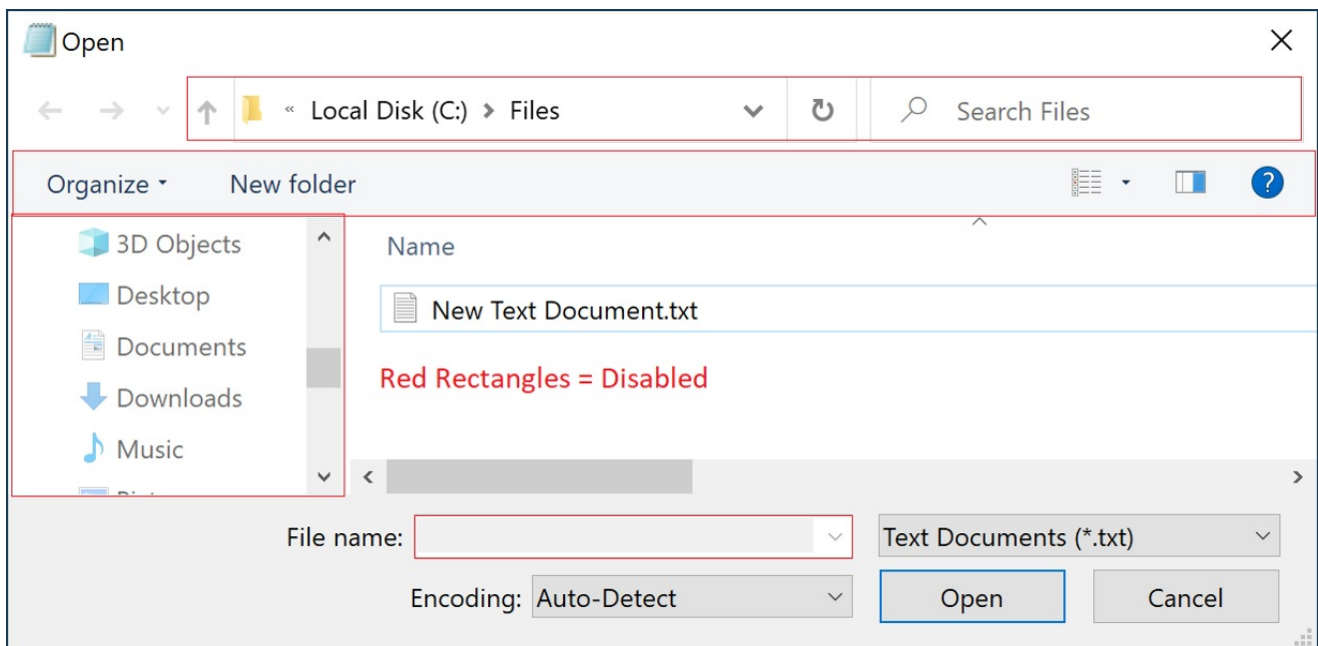 Open
« Local Disk (C:) > Files
Search Files
Organize
New folder
?
3D Objects
Desktop
Documents
Downloads
Music
Name
New Text Document.txt
Red Rectangles = Disabled
File name:
Text Documents (*.txt)
Encoding: Auto-Detect
Open
Cancel